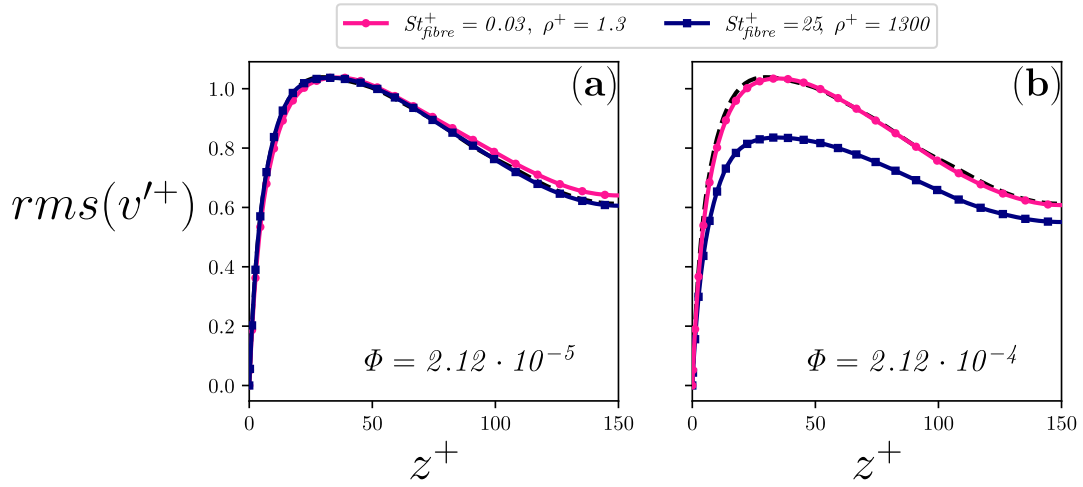 St⁺fibre = 0.03, ρ⁺ = 1.3 St⁺fibre = 25, ρ⁺ = 1300
(a) (b)
rms(v′⁺)
1.0
0.8
0.6
0.4
0.2
0.0
Φ = 2.12 · 10⁻⁵ Φ = 2.12 · 10⁻⁴
0 50 100 150 0 50 100 150
z⁺ z⁺